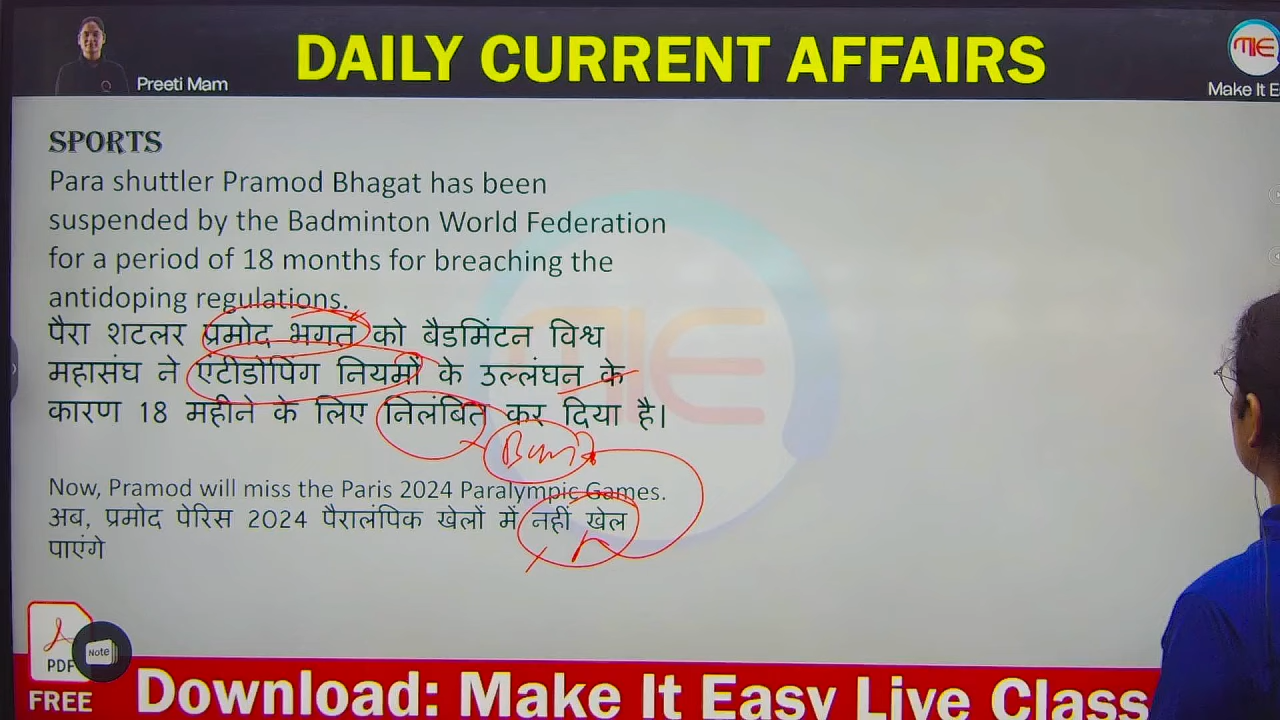 DAILY CURRENT AFFAIRS
Preeti Mam
MIE
Make It E
SPORTS
Para shuttler Pramod Bhagat has been
suspended by the Badminton World Federation
for a period of 18 months for breaching the
antidoping regulations.
पैरा शटलर प्रमोद भगत को बैडमिंटन विश्व
महासंघ ने एंटीडोपिंग नियमों के उल्लंघन के
कारण 18 महीने के लिए निलंबित कर दिया है।
Ban
Now, Pramod will miss the Paris 2024 Paralympic Games.
अब, प्रमोद पेरिस 2024 पैरालंपिक खेलों में नहीं खेल
पाएंगे
MIE
Note
PDF
FREE
Download: Make It Easy Live Class